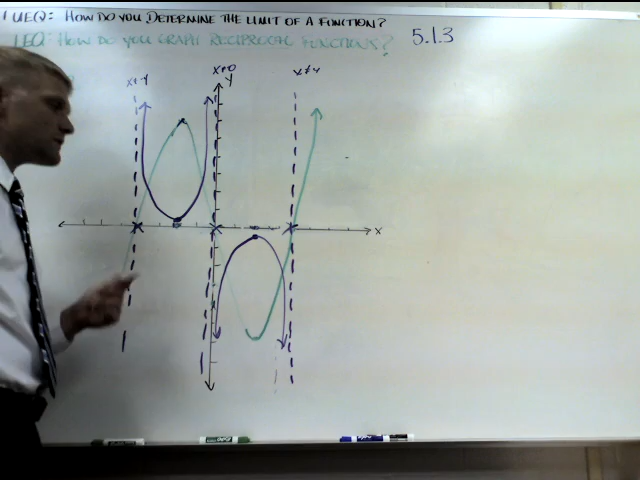 UEQ: HOW DO YOU DETERMINE THE LIMIT OF A FUNCTION?
LEQ: HOW DO YOU GRAPH RECIPROCAL FUNCTIONS?
5.1.3
x≠-4
x≠0
x≠4
y
x